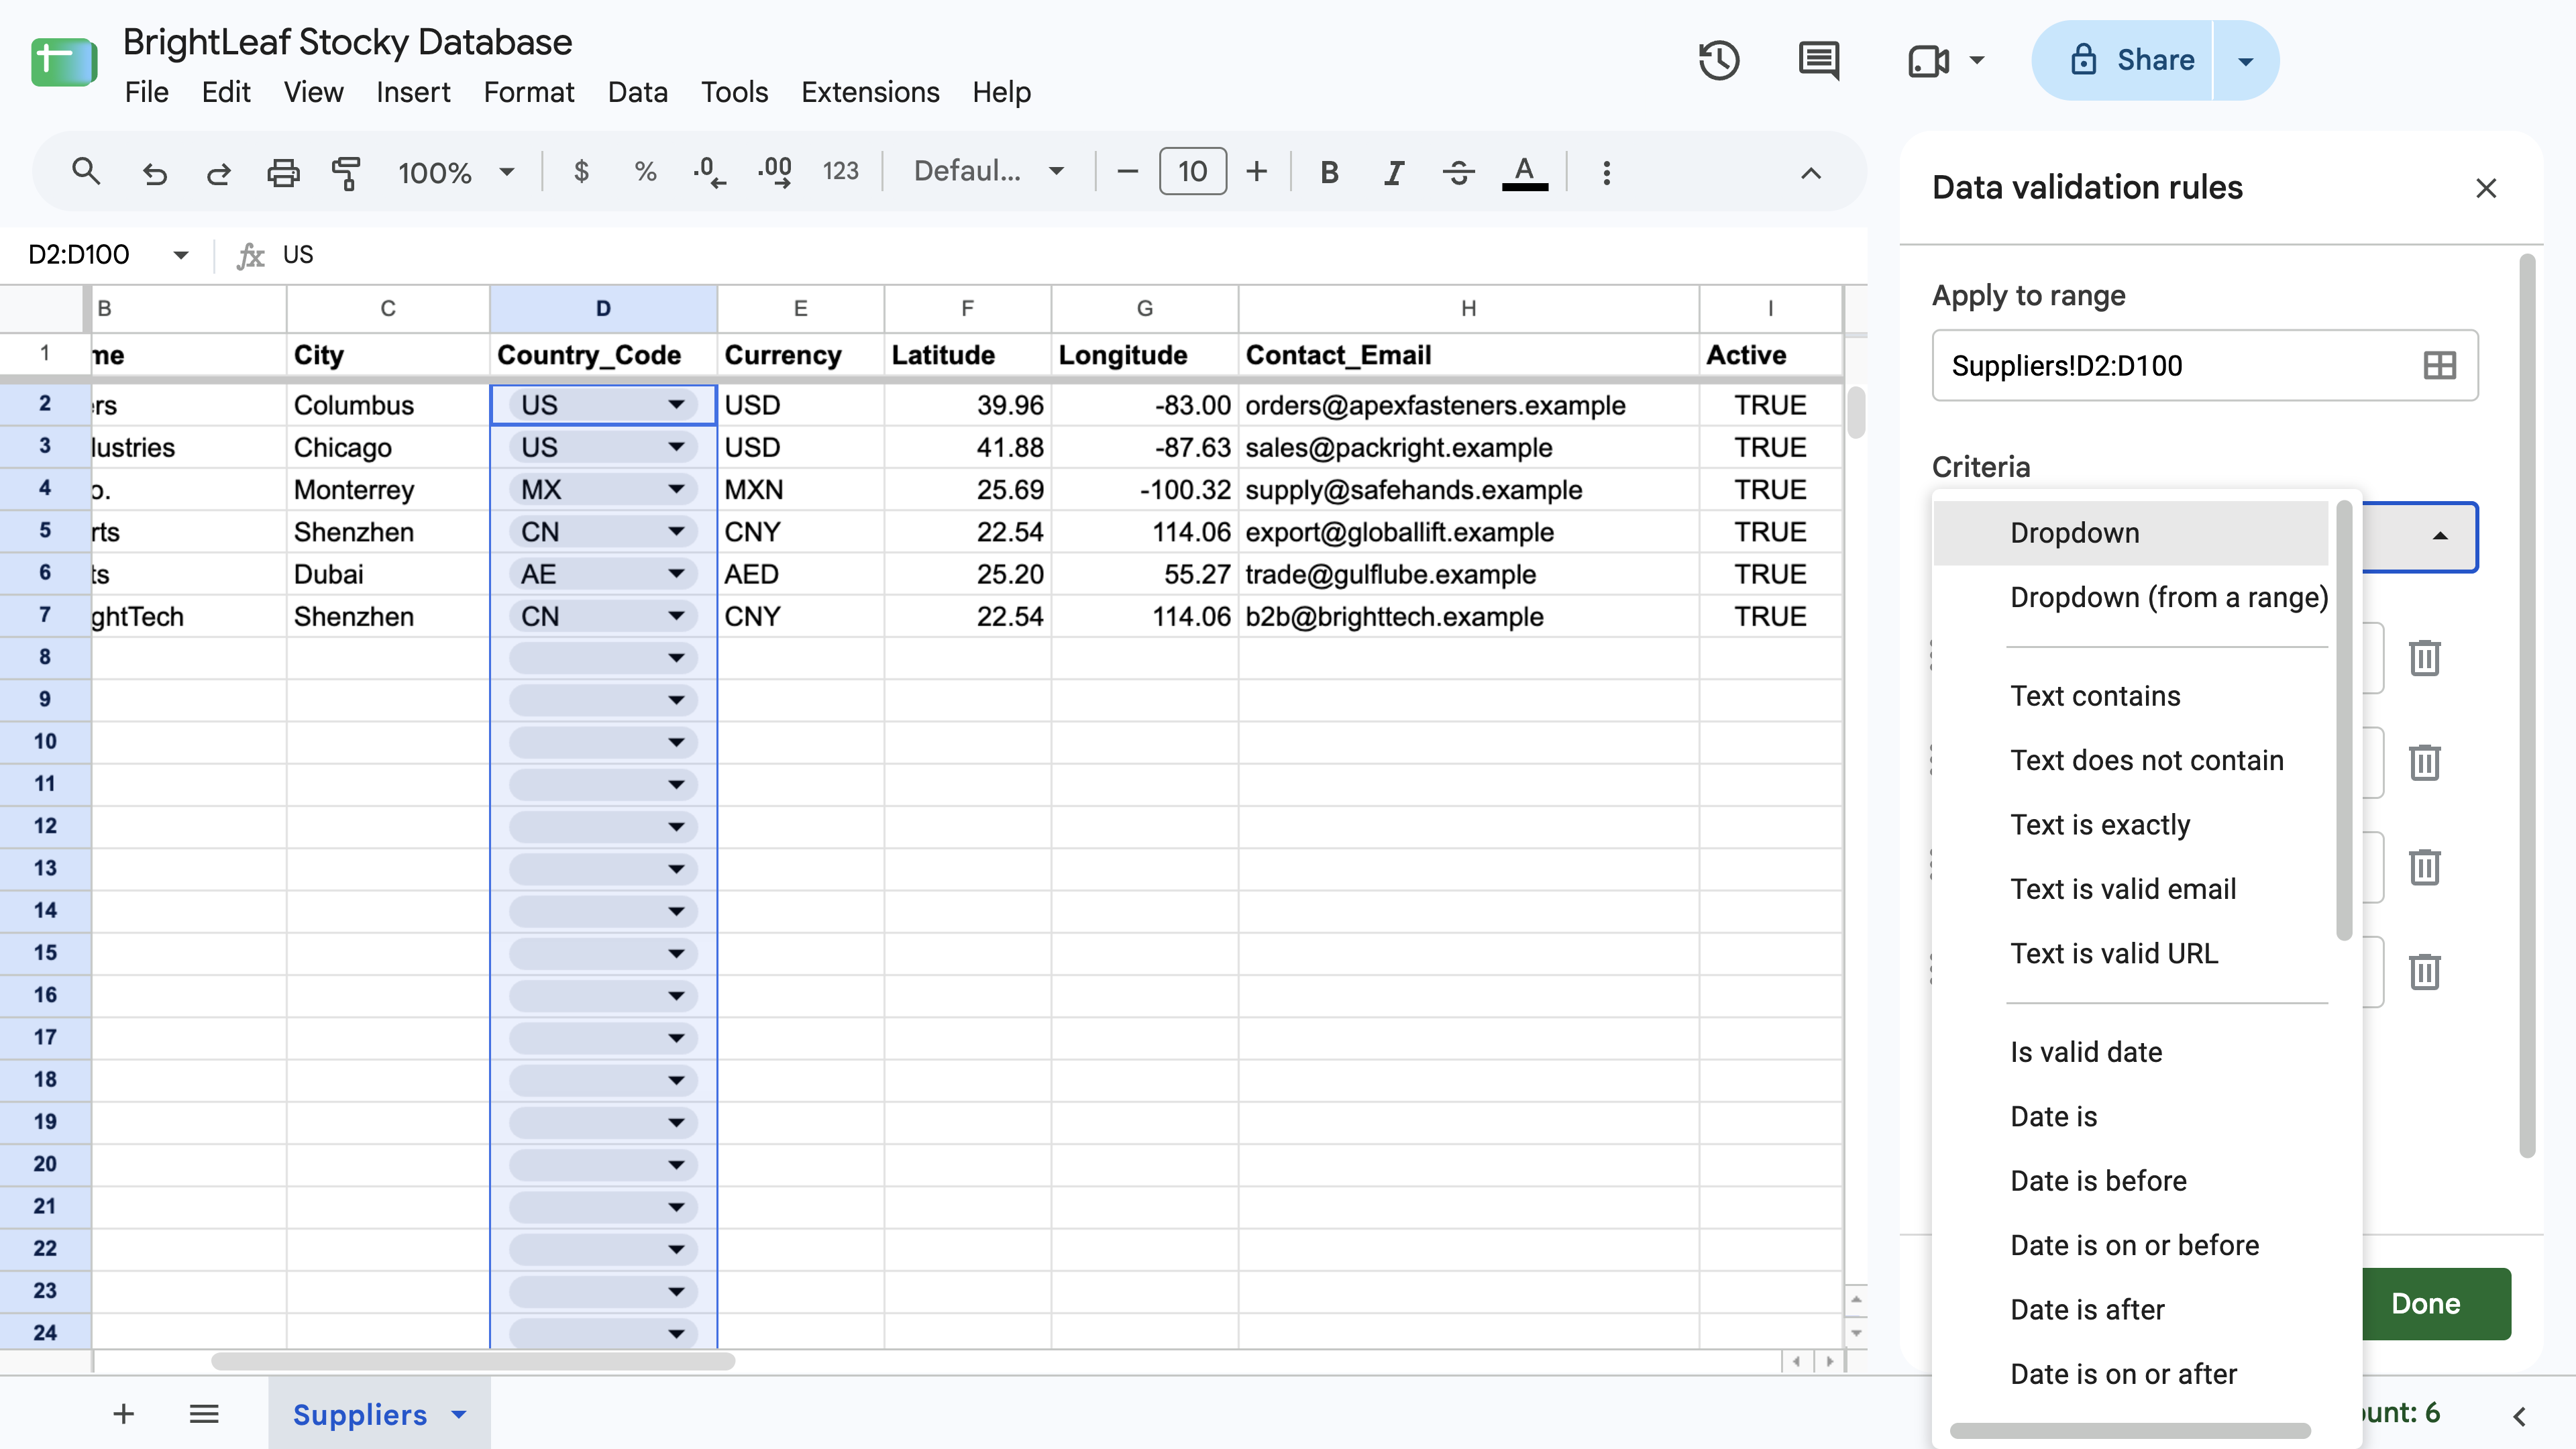 BrightLeaf Stocky Database
File Edit View Insert Format Data Tools Extensions Help
Share
100% $ % .0 .00 123 Defaul... 10 B I A
D2:D100 fx US
B C D E F G H I
1 me City Country_Code Currency Latitude Longitude Contact_Email Active
2 ers Columbus US USD 39.96 -83.00 orders@apexfasteners.example TRUE
3 lustries Chicago US USD 41.88 -87.63 sales@packright.example TRUE
4 o. Monterrey MX MXN 25.69 -100.32 supply@safehands.example TRUE
5 rts Shenzhen CN CNY 22.54 114.06 export@globallift.example TRUE
6 ts Dubai AE AED 25.20 55.27 trade@gulflube.example TRUE
7 ghtTech Shenzhen CN CNY 22.54 114.06 b2b@brighttech.example TRUE
8
9
10
11
12
13
14
15
16
17
18
19
20
21
22
23
24
Suppliers
Data validation rules
Apply to range
Suppliers!D2:D100
Criteria
Dropdown
Dropdown (from a range)
Text contains
Text does not contain
Text is exactly
Text is valid email
Text is valid URL
Is valid date
Date is
Date is before
Date is on or before
Date is after
Date is on or after
Done
ount: 6